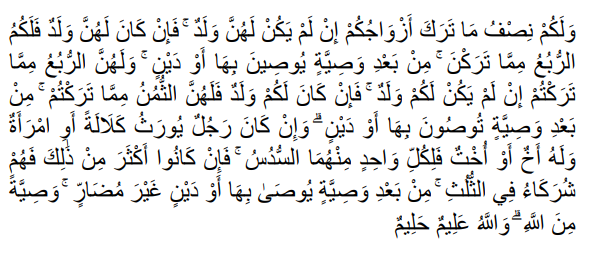 وَلَكُمْ نِصْفُ مَا تَرَكَ أَزْوَاجُكُمْ إِنْ لَمْ يَكُنْ لَهُنَّ وَلَدٌ ۚ فَإِنْ كَانَ لَهُنَّ وَلَدٌ فَلَكُمُ
الرُّبُعُ مِمَّا تَرَكْنَ ۚ مِنْ بَعْدِ وَصِيَّةٍ يُوصِينَ بِهَا أَوْ دَيْنٍ ۚ وَلَهُنَّ الرُّبُعُ مِمَّا
تَرَكْتُمْ إِنْ لَمْ يَكُنْ لَكُمْ وَلَدٌ ۚ فَإِنْ كَانَ لَكُمْ وَلَدٌ فَلَهُنَّ الثُّمُنُ مِمَّا تَرَكْتُمْ ۚ مِنْ
بَعْدِ وَصِيَّةٍ تُوصُونَ بِهَا أَوْ دَيْنٍ ۗ وَإِنْ كَانَ رَجُلٌ يُورَثُ كَلَالَةً أَوِ امْرَأَةٌ
وَلَهُ أَخٌ أَوْ أُخْتٌ فَلِكُلِّ وَاحِدٍ مِنْهُمَا السُّدُسُ ۚ فَإِنْ كَانُوا أَكْثَرَ مِنْ ذَٰلِكَ فَهُمْ
شُرَكَاءُ فِي الثُّلُثِ ۚ مِنْ بَعْدِ وَصِيَّةٍ يُوصَىٰ بِهَا أَوْ دَيْنٍ غَيْرَ مُضَارٍّ ۚ وَصِيَّةً
مِنَ اللَّهِ ۗ وَاللَّهُ عَلِيمٌ حَلِيمٌ